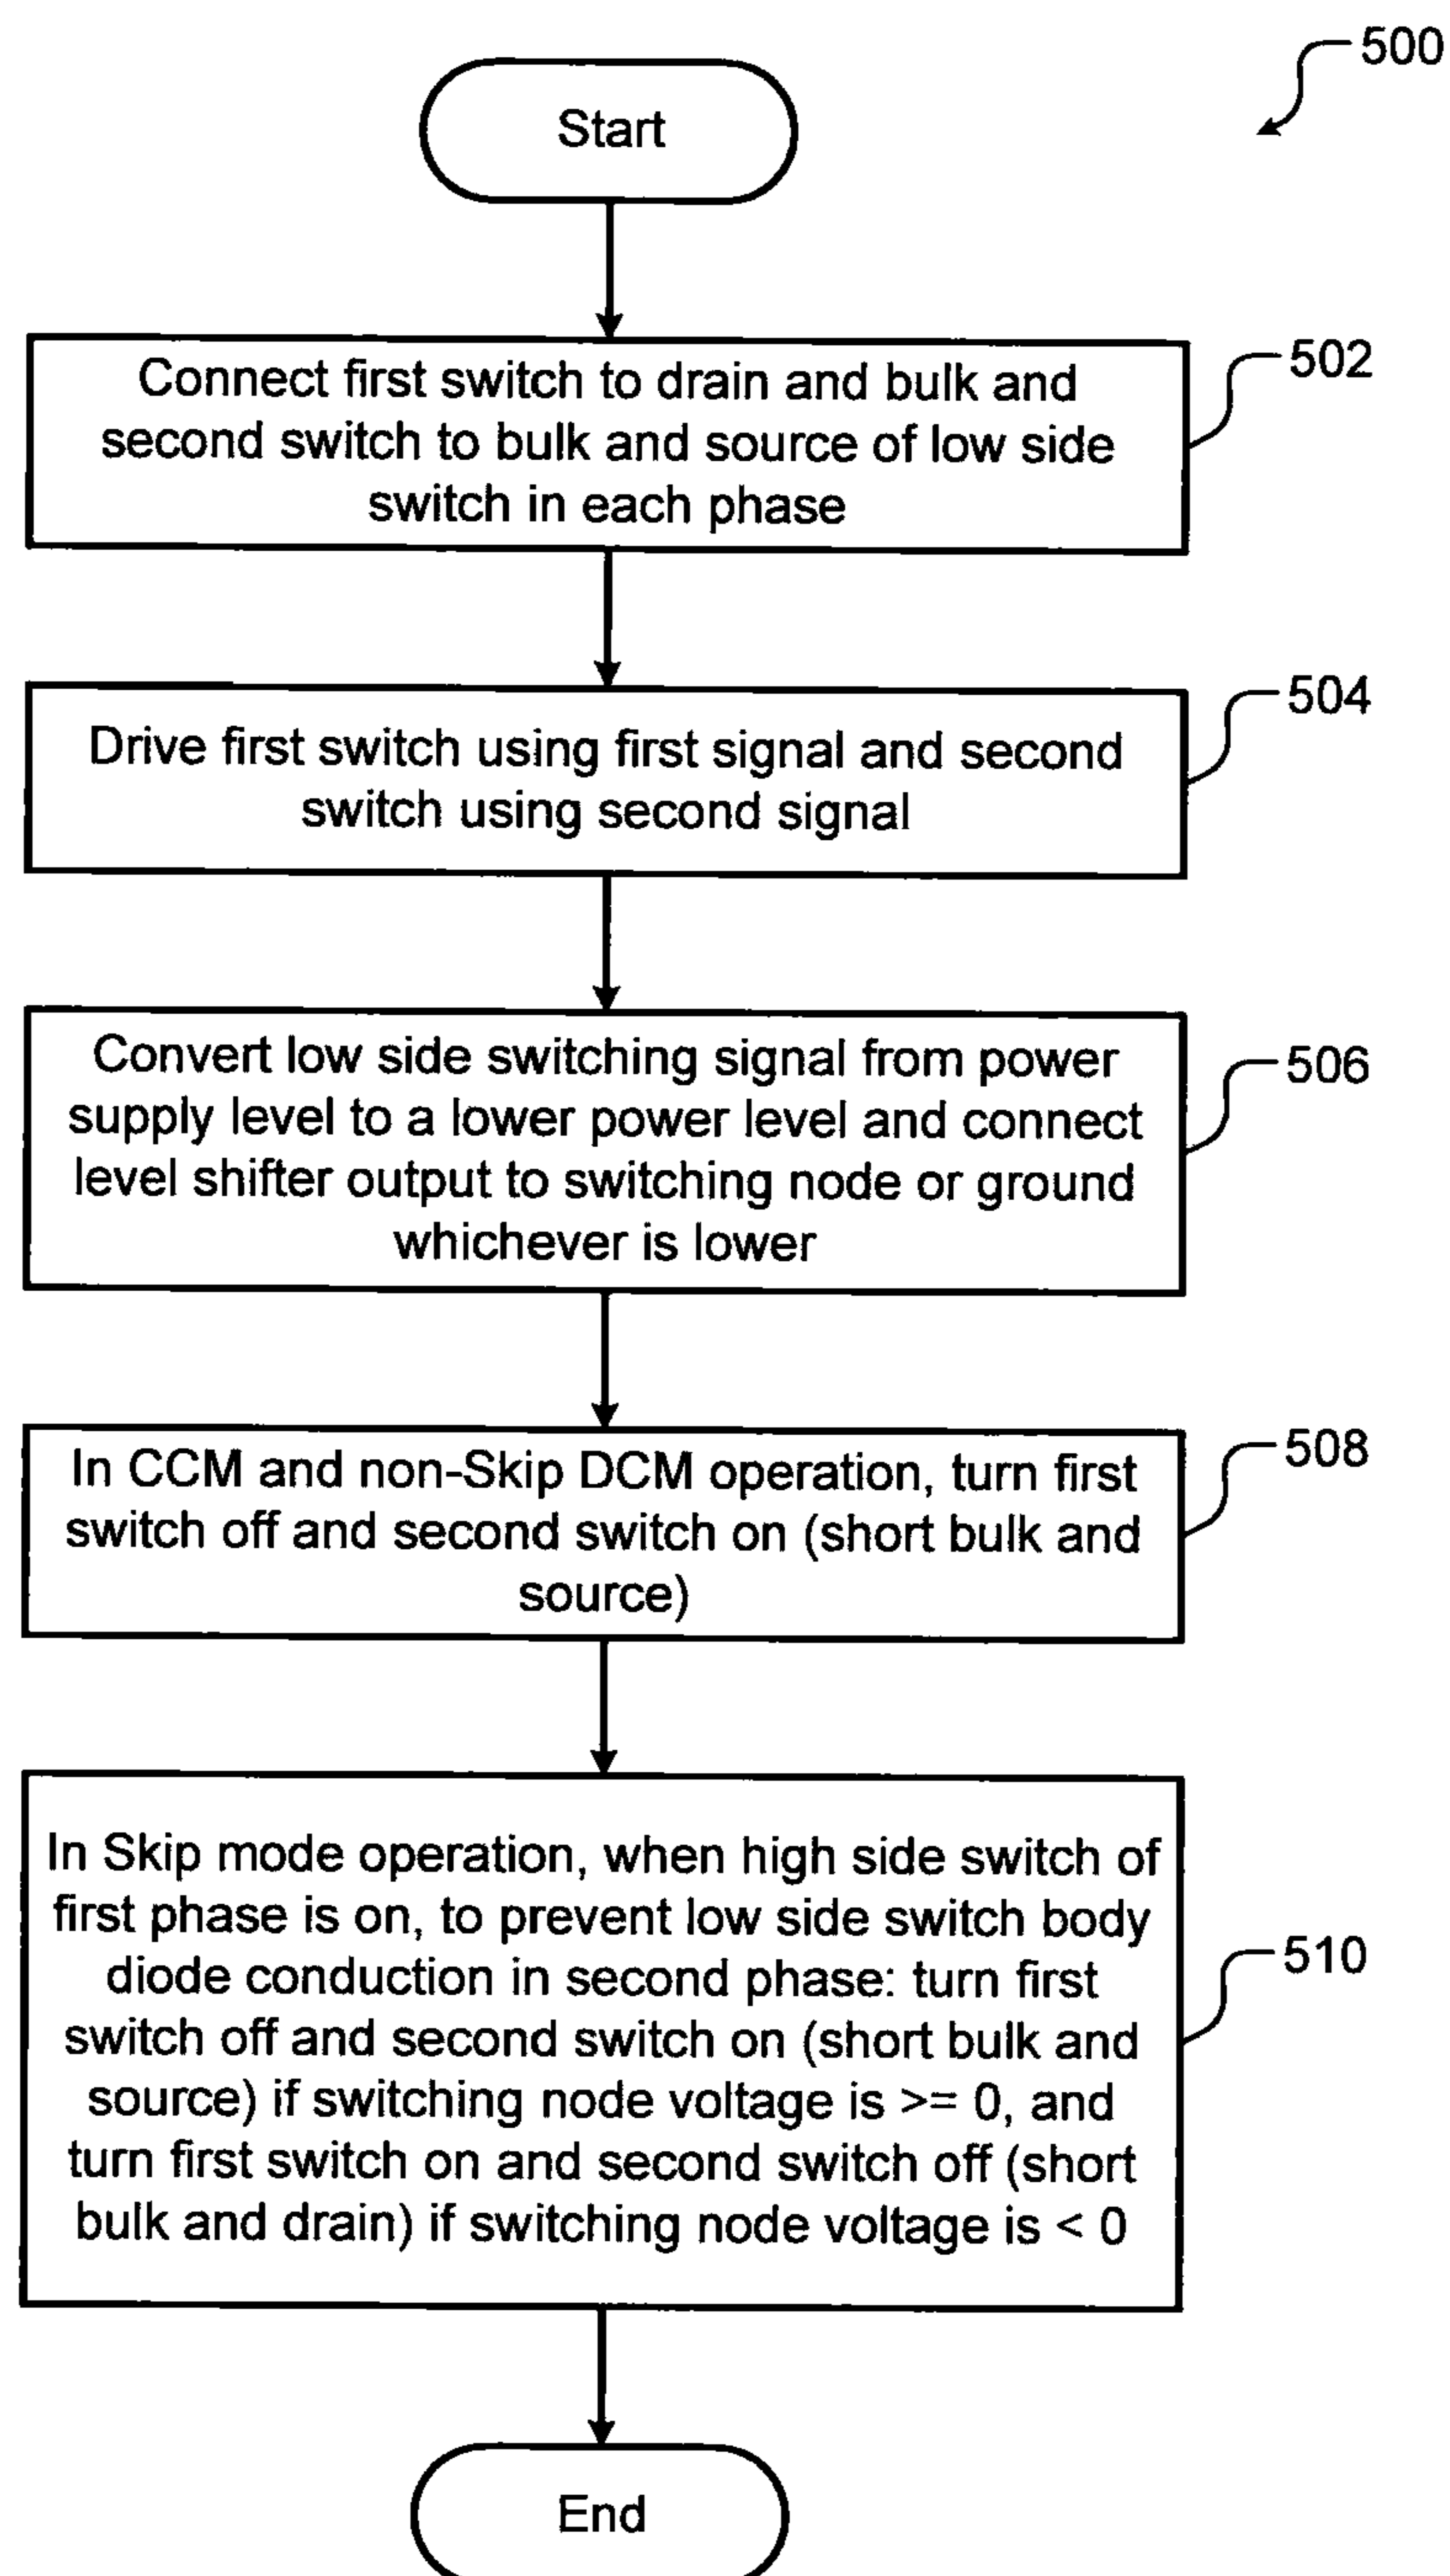 500
Start
Connect first switch to drain and bulk and
second switch to bulk and source of low side
switch in each phase
502
Drive first switch using first signal and second
switch using second signal
504
Convert low side switching signal from power
supply level to a lower power level and connect
level shifter output to switching node or ground
whichever is lower
506
In CCM and non-Skip DCM operation, turn first
switch off and second switch on (short bulk and
source)
508
In Skip mode operation, when high side switch of
first phase is on, to prevent low side switch body
diode conduction in second phase: turn first
switch off and second switch on (short bulk and
source) if switching node voltage is >= 0, and
turn first switch on and second switch off (short
bulk and drain) if switching node voltage is < 0
510
End